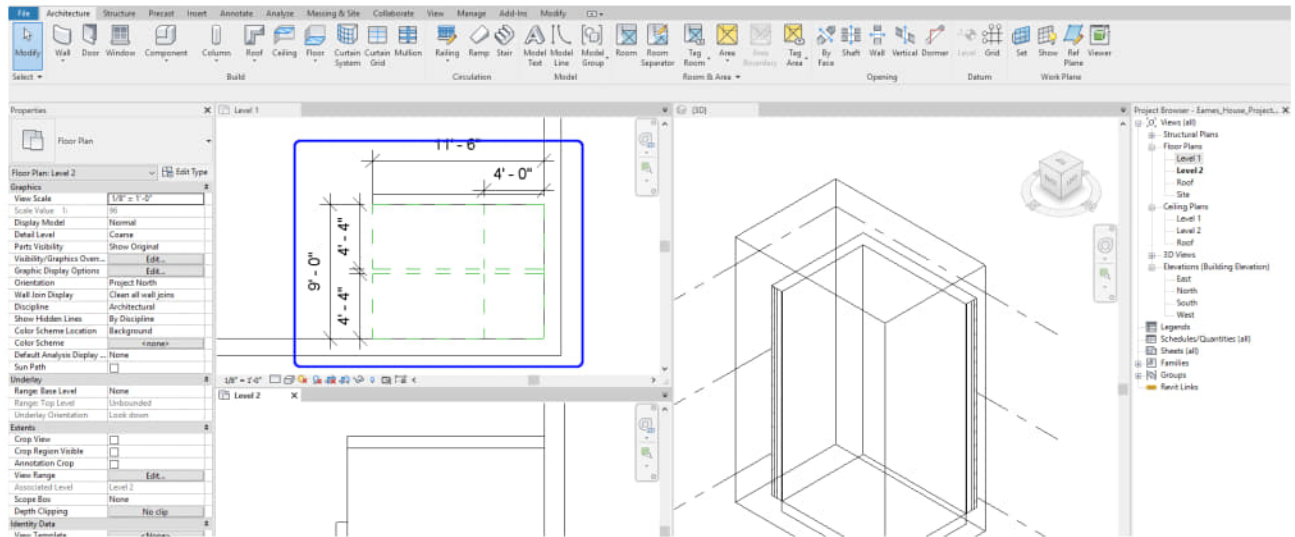 File Architecture Structure Precast Insert Annotate Analyze Massing & Site Collaborate View Manage Add-Ins Modify
Modify Wall Door Window Component Column Roof Ceiling Floor Curtain System Curtain Grid Mullion Railing Ramp Stair Model Text Model Line Model Group Room Room Separator Tag Room Area Area Boundary Tag Area By Face Shaft Wall Vertical Dormer Level Grid Set Show Ref Plane Viewer
Select Build Circulation Model Room & Area Opening Datum Work Plane
Properties
Floor Plan
Floor Plan: Level 2 Edit Type
Graphics
View Scale 1/8" = 1'-0"
Scale Value 1: 96
Display Model Normal
Detail Level Coarse
Parts Visibility Show Original
Visibility/Graphics Overr... Edit...
Graphic Display Options Edit...
Orientation Project North
Wall Join Display Clean all wall joins
Discipline Architectural
Show Hidden Lines By Discipline
Color Scheme Location Background
Color Scheme <none>
Default Analysis Display ... None
Sun Path
Underlay
Range: Base Level None
Range: Top Level Unbounded
Underlay Orientation Look down
Extents
Crop View
Crop Region Visible
Annotation Crop
View Range Edit...
Associated Level Level 2
Scope Box None
Depth Clipping No clip
Identity Data
View Template <None>
Level 1
11' - 6"
4' - 0"
9' - 0"
4' - 4"
4' - 4"
1/8" = 1'-0"
Level 2
{3D}
Project Browser - Eames_House_Project...
Views (all)
Structural Plans
Floor Plans
Level 1
Level 2
Roof
Site
Ceiling Plans
Level 1
Level 2
Roof
3D Views
Elevations (Building Elevation)
East
North
South
West
Legends
Schedules/Quantities (all)
Sheets (all)
Families
Groups
Revit Links